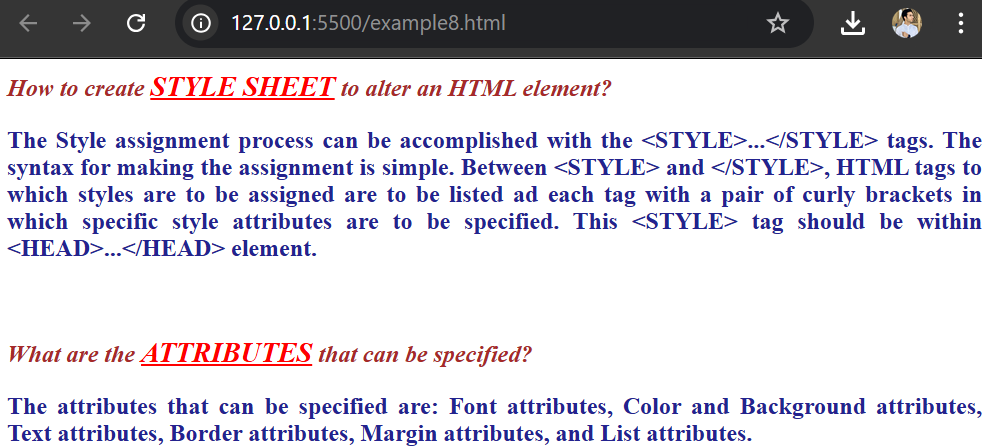 127.0.0.1:5500/example8.html
How to create STYLE SHEET to alter an HTML element?
The Style assignment process can be accomplished with the <STYLE>...</STYLE> tags. The
syntax for making the assignment is simple. Between <STYLE> and </STYLE>, HTML tags to
which styles are to be assigned are to be listed ad each tag with a pair of curly brackets in
which specific style attributes are to be specified. This <STYLE> tag should be within
<HEAD>...</HEAD> element.
What are the ATTRIBUTES that can be specified?
The attributes that can be specified are: Font attributes, Color and Background attributes,
Text attributes, Border attributes, Margin attributes, and List attributes.